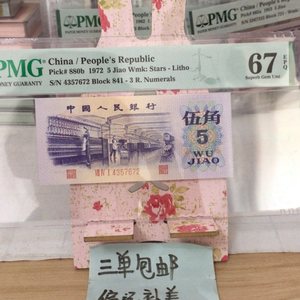 PMG
MONEY GUARANTY
China / People's Republic
Pick# 880b 1972 5 Jiao Wmk: Stars - Litho
S/N 4357672 Block 841 - 3 R. Numerals
67
EPQ
Superb Gem Unc
中国人民银行
伍角
5
WU
JIAO
4357672
三单包邮